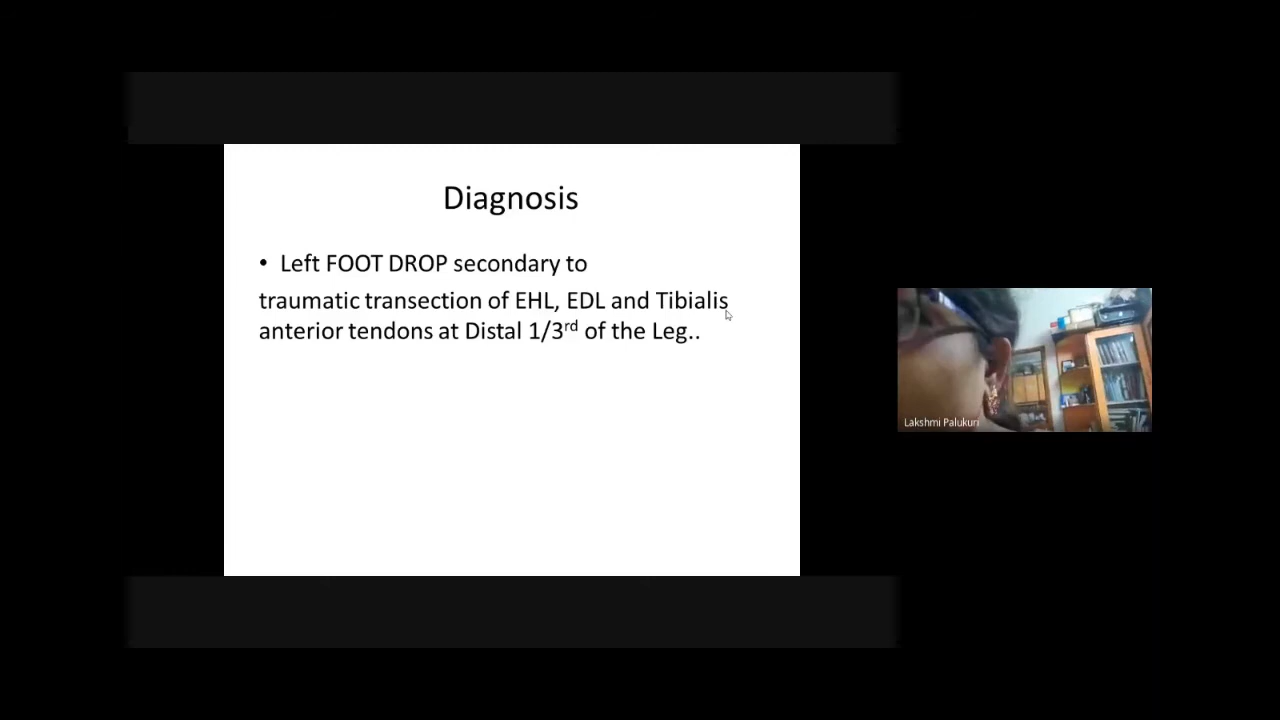 Diagnosis
• Left FOOT DROP secondary to
traumatic transection of EHL, EDL and Tibialis
anterior tendons at Distal 1/3rd of the Leg..
Lakshmi Palukuri